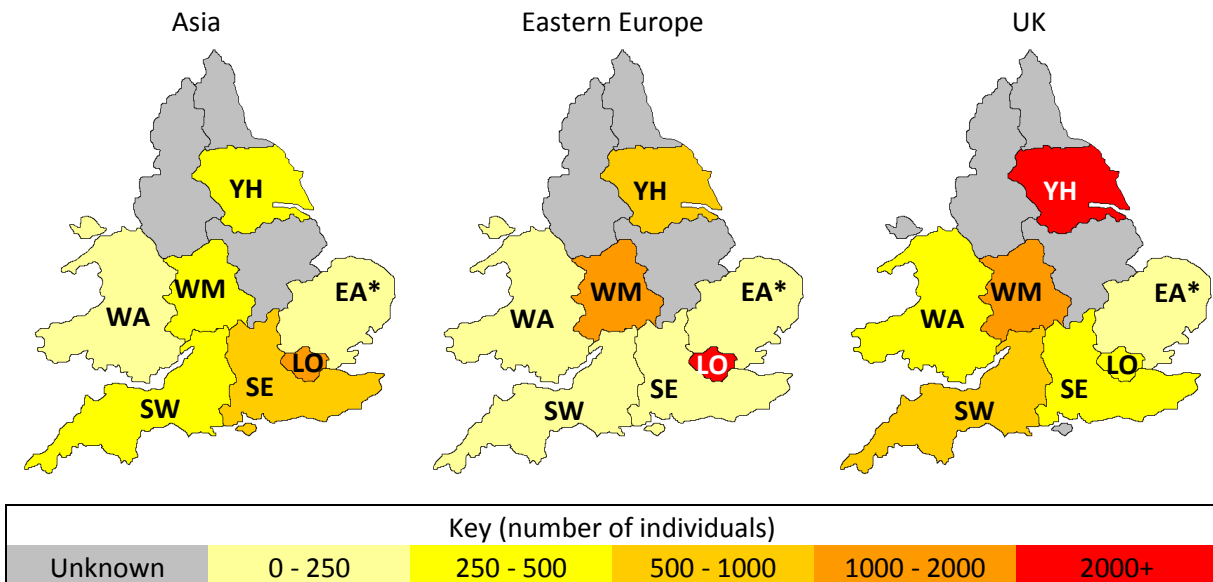 Asia Eastern Europe UK
YH YH YH
WM EA* WM EA* WM EA*
WA WA WA
LO LO LO
SE SE SE
SW SW SW
Key (number of individuals)
Unknown 0 - 250 250 - 500 500 - 1000 1000 - 2000 2000+